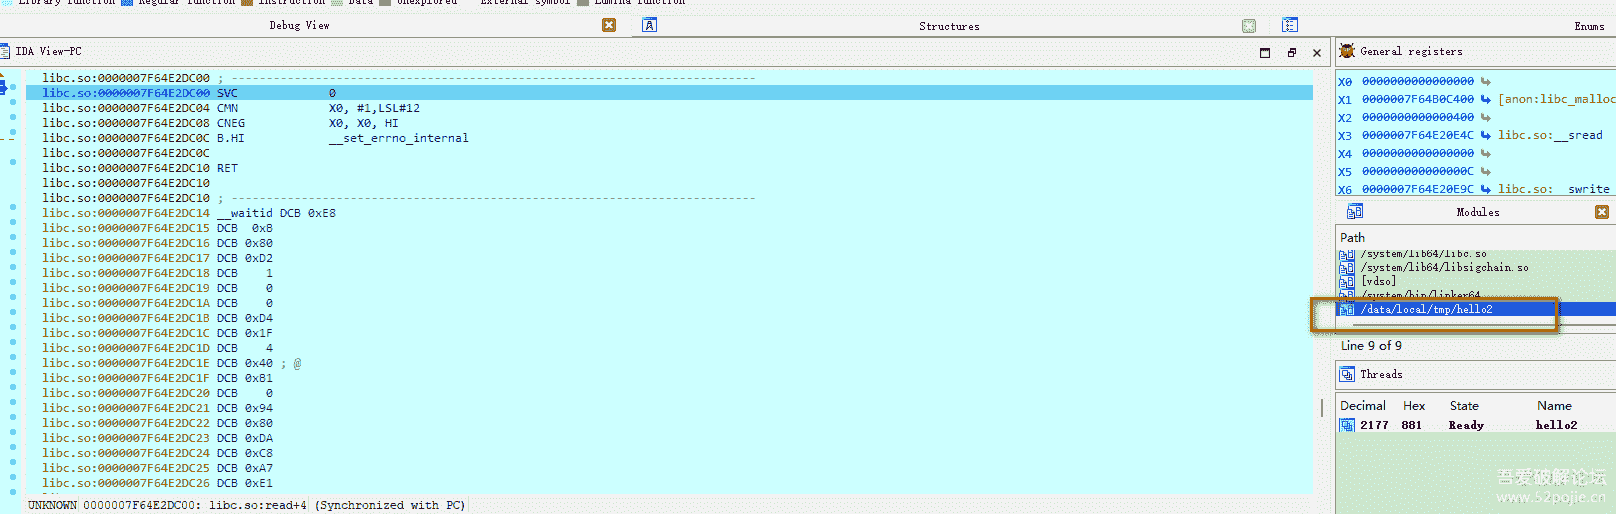 Library function Regular function Instruction Data Unexplored External symbol Lumina function
Debug View Structures Enums
IDA View-PC
libc.so:0000007F64E2DC00 ; ---------------------------------------------------------------------------
libc.so:0000007F64E2DC00 SVC 0
libc.so:0000007F64E2DC04 CMN X0, #1,LSL#12
libc.so:0000007F64E2DC08 CNEG X0, X0, HI
libc.so:0000007F64E2DC0C B.HI __set_errno_internal
libc.so:0000007F64E2DC0C
libc.so:0000007F64E2DC10 RET
libc.so:0000007F64E2DC10
libc.so:0000007F64E2DC10 ; ---------------------------------------------------------------------------
libc.so:0000007F64E2DC14 __waitid DCB 0xE8
libc.so:0000007F64E2DC15 DCB 0xB
libc.so:0000007F64E2DC16 DCB 0x80
libc.so:0000007F64E2DC17 DCB 0xD2
libc.so:0000007F64E2DC18 DCB 1
libc.so:0000007F64E2DC19 DCB 0
libc.so:0000007F64E2DC1A DCB 0
libc.so:0000007F64E2DC1B DCB 0xD4
libc.so:0000007F64E2DC1C DCB 0x1F
libc.so:0000007F64E2DC1D DCB 4
libc.so:0000007F64E2DC1E DCB 0x40 ; @
libc.so:0000007F64E2DC1F DCB 0xB1
libc.so:0000007F64E2DC20 DCB 0
libc.so:0000007F64E2DC21 DCB 0x94
libc.so:0000007F64E2DC22 DCB 0x80
libc.so:0000007F64E2DC23 DCB 0xDA
libc.so:0000007F64E2DC24 DCB 0xC8
libc.so:0000007F64E2DC25 DCB 0xA7
libc.so:0000007F64E2DC26 DCB 0xE1
UNKNOWN 0000007F64E2DC00: libc.so:read+4 (Synchronized with PC)
General registers
X0 0000000000000000
X1 0000007F64B0C400 [anon:libc_malloc
X2 0000000000000400
X3 0000007F64E20E4C libc.so:__sread
X4 0000000000000000
X5 000000000000000C
X6 0000007F64E20E9C libc.so:__swrite
Modules
Path
/system/lib64/libc.so
/system/lib64/libsigchain.so
[vdso]
/system/bin/linker64
/data/local/tmp/hello2
Line 9 of 9
Threads
Decimal Hex State Name
2177 881 Ready hello2
吾爱破解论坛
www.52pojie.cn